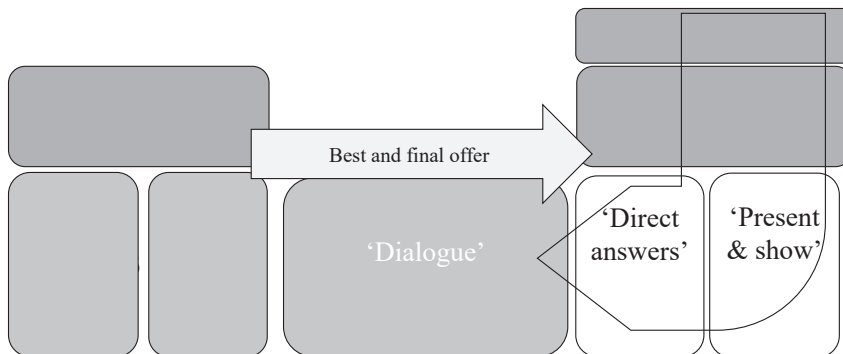 Best and final offer
‘Dialogue’
‘Direct
answers’
‘Present
& show’